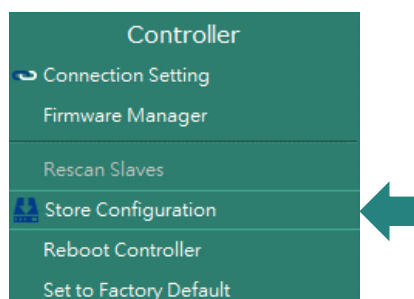 Controller
Connection Setting
Firmware Manager
Rescan Slaves
Store Configuration
Reboot Controller
Set to Factory Default